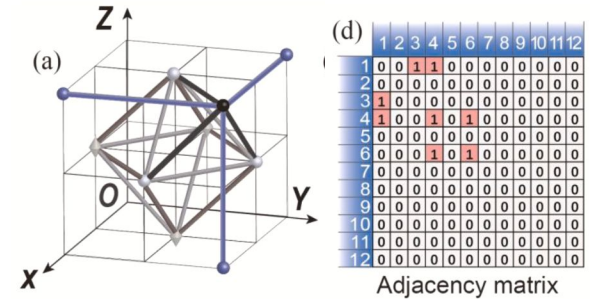 Z
(a)
O
Y
X
(d)
1 2 3 4 5 6 7 8 9 10 11 12
1 0 0 1 1 0 0 0 0 0 0 0 0
2 0 0 0 0 0 0 0 0 0 0 0 0
3 1 0 0 0 0 0 0 0 0 0 0 0
4 1 0 0 1 0 1 0 0 0 0 0 0
5 0 0 0 0 0 0 0 0 0 0 0 0
6 0 0 0 1 0 1 0 0 0 0 0 0
7 0 0 0 0 0 0 0 0 0 0 0 0
8 0 0 0 0 0 0 0 0 0 0 0 0
9 0 0 0 0 0 0 0 0 0 0 0 0
10 0 0 0 0 0 0 0 0 0 0 0 0
11 0 0 0 0 0 0 0 0 0 0 0 0
12 0 0 0 0 0 0 0 0 0 0 0 0
Adjacency matrix